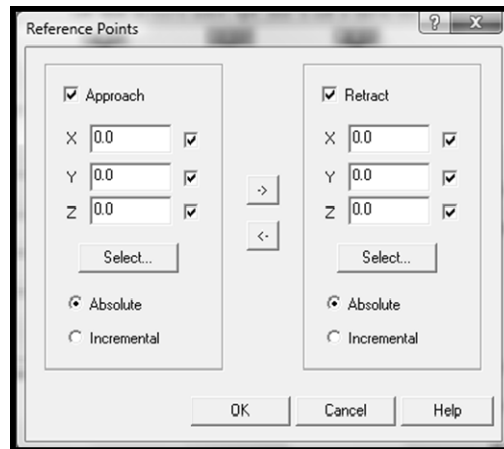 Reference Points
Approach
X 0.0
Y 0.0
Z 0.0
Select...
Absolute
Incremental
->
<-
Retract
X 0.0
Y 0.0
Z 0.0
Select...
Absolute
Incremental
OK Cancel Help